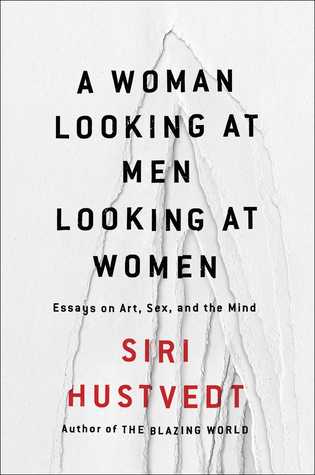 A WOMAN
LOOKING AT
MEN
LOOKING AT
WOMEN
Essays on Art, Sex, and the Mind
SIRI
HUSTVEDT
Author of THE BLAZING WORLD